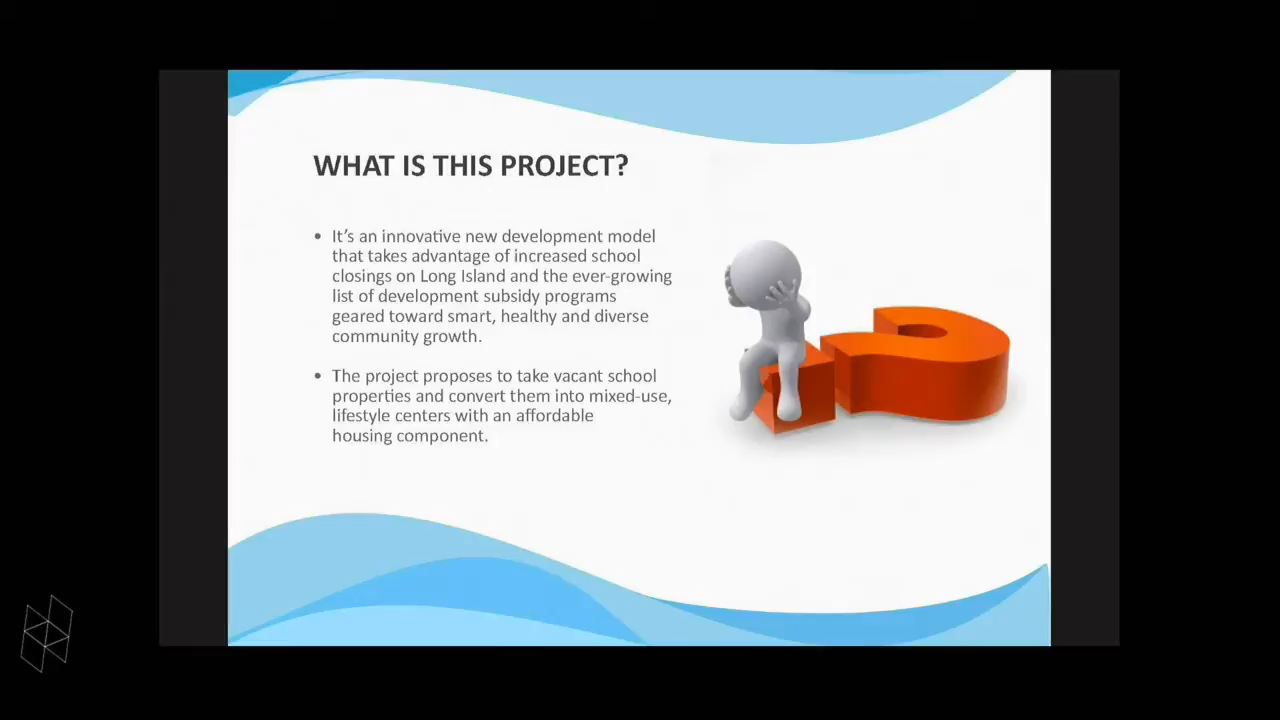 WHAT IS THIS PROJECT?
• It's an innovative new development model
that takes advantage of increased school
closings on Long Island and the ever-growing
list of development subsidy programs
geared toward smart, healthy and diverse
community growth.
• The project proposes to take vacant school
properties and convert them into mixed-use,
lifestyle centers with an affordable
housing component.